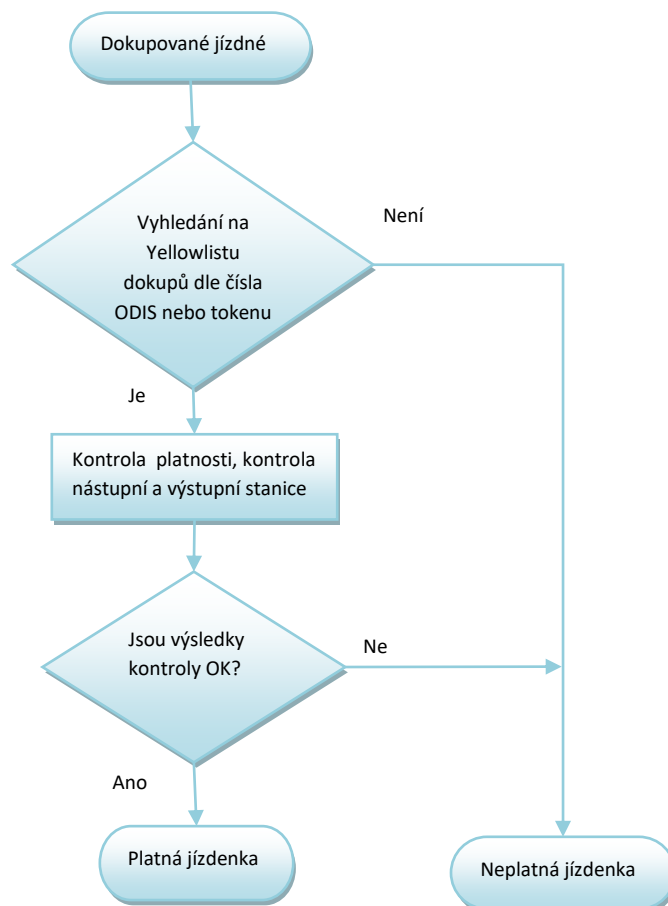 Dokupované jízdné
Vyhledání na
Yellowlistu
dokupů dle čísla
ODIS nebo tokenu
Není
Je
Kontrola platnosti, kontrola
nástupní a výstupní stanice
Jsou výsledky
kontroly OK?
Ne
Ano
Platná jízdenka
Neplatná jízdenka